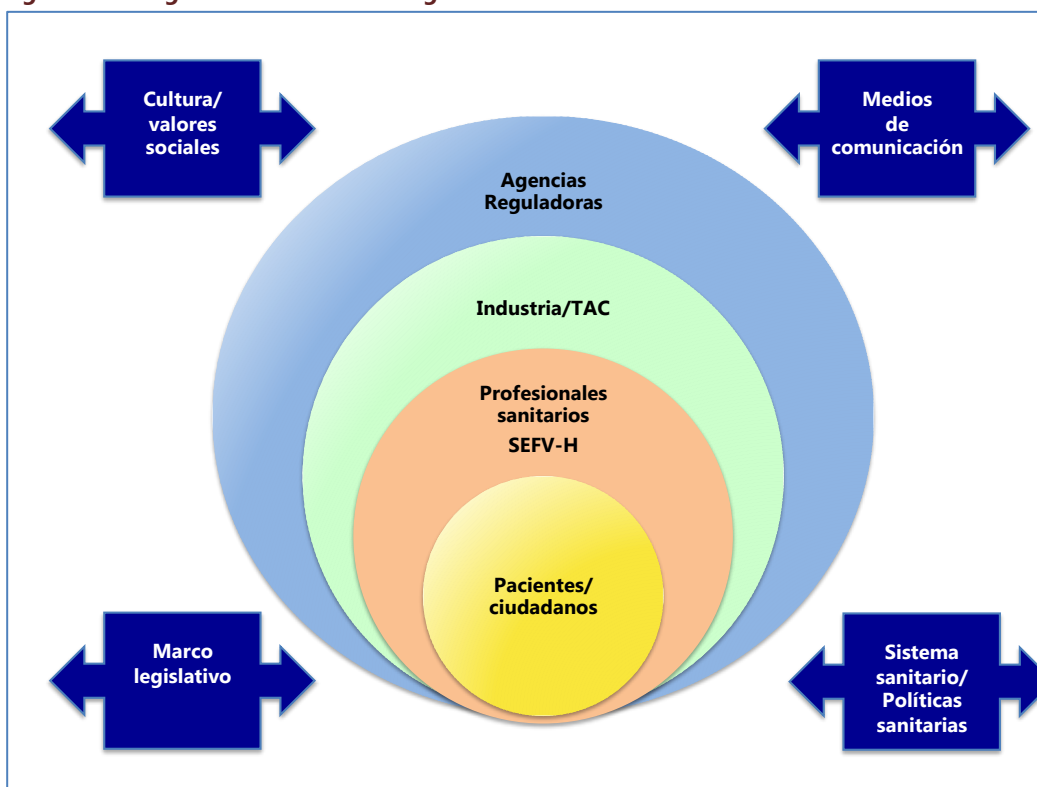 Cultura/
valores
sociales
Medios
de
comunicación
Agencias
Reguladoras
Industria/TAC
Profesionales
sanitarios
SEFV-H
Pacientes/
ciudadanos
Marco
legislativo
Sistema
sanitario/
Políticas
sanitarias